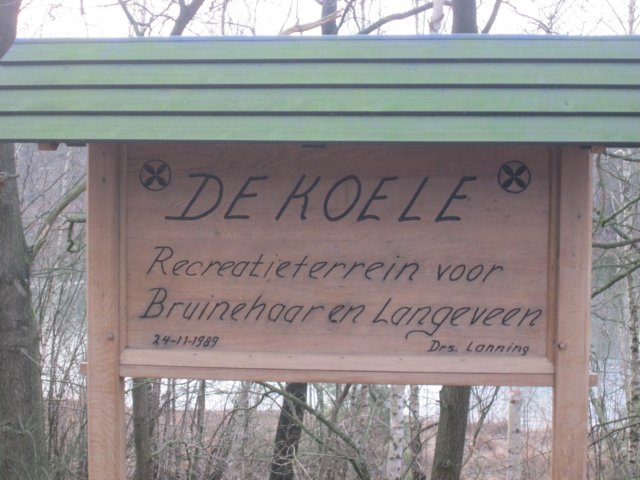 DE KOELE
Recreatieterrein voor
Bruinehaar en Langeveen
24-11-1989 Drs. Lanning